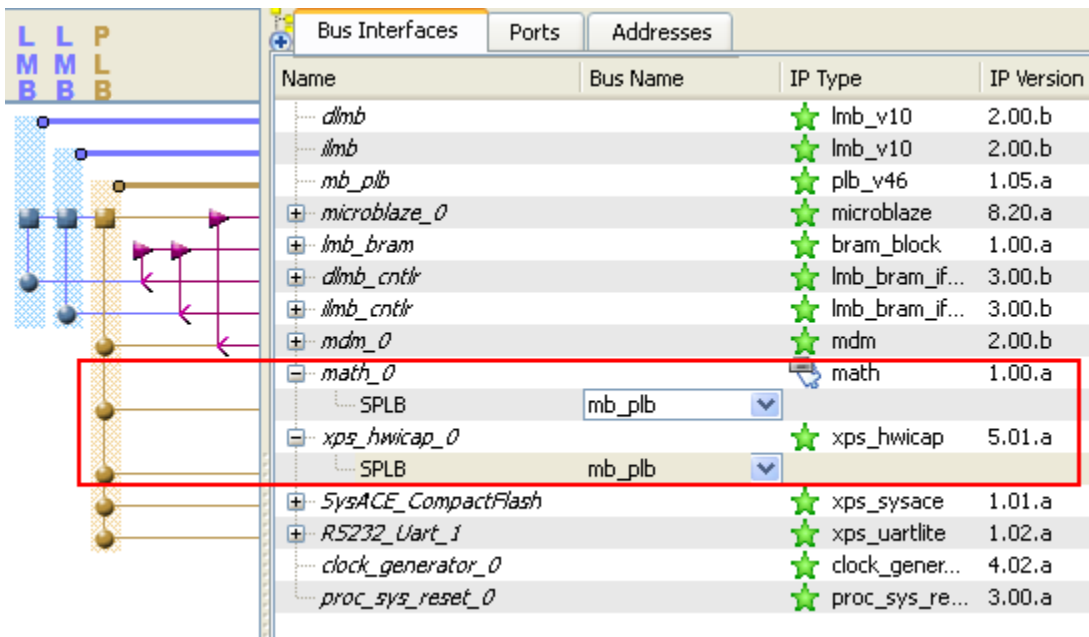 L L P
M M L
B B B
Bus Interfaces Ports Addresses
Name Bus Name IP Type IP Version
dlmb lmb_v10 2.00.b
ilmb lmb_v10 2.00.b
mb_plb plb_v46 1.05.a
microblaze_0 microblaze 8.20.a
lmb_bram bram_block 1.00.a
dlmb_cntlr lmb_bram_if... 3.00.b
ilmb_cntlr lmb_bram_if... 3.00.b
mdm_0 mdm 2.00.b
math_0 math 1.00.a
SPLB mb_plb
xps_hwicap_0 xps_hwicap 5.01.a
SPLB mb_plb
SysACE_CompactFlash xps_sysace 1.01.a
RS232_Uart_1 xps_uartlite 1.02.a
clock_generator_0 clock_gener... 4.02.a
proc_sys_reset_0 proc_sys_re... 3.00.a